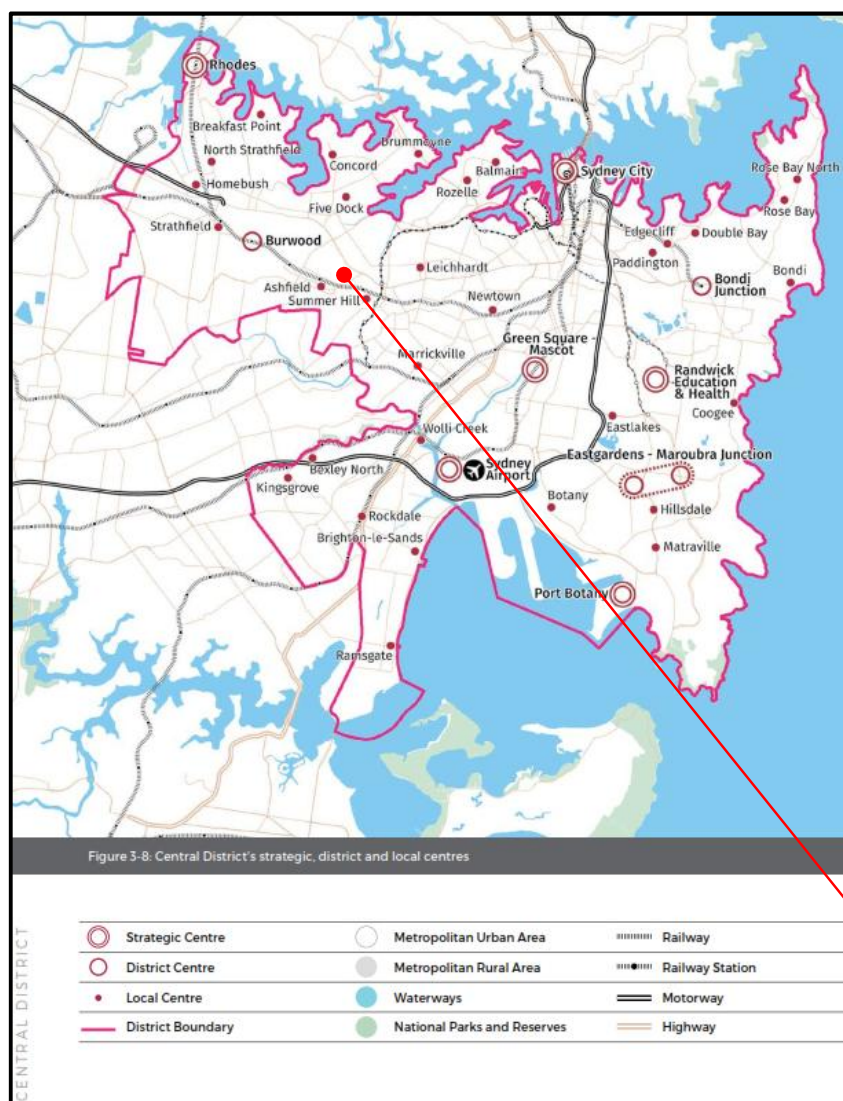 Rhodes
Breakfast Point
North Strathfield
Concord
Drummoyne
Balmain
Sydney City
Rose Bay North
Homebush
Rozelle
Five Dock
Rose Bay
Strathfield
Burwood
Edgecliff
Double Bay
Paddington
Leichhardt
Bondi
Bondi
Junction
Ashfield
Summer Hill
Newtown
Green Square -
Mascot
Marrickville
Randwick
Education
& Health
Coogee
Wolli Creek
Eastlakes
Bexley North
Sydney
Airport
Eastgardens - Maroubra Junction
Kingsgrove
Botany
Hillsdale
Rockdale
Brighton-le-Sands
Matraville
Port Botany
Ramsgate
Figure 3-8: Central District's strategic, district and local centres
CENTRAL DISTRICT
Strategic Centre
Metropolitan Urban Area
Railway
District Centre
Metropolitan Rural Area
Railway Station
Local Centre
Waterways
Motorway
District Boundary
National Parks and Reserves
Highway